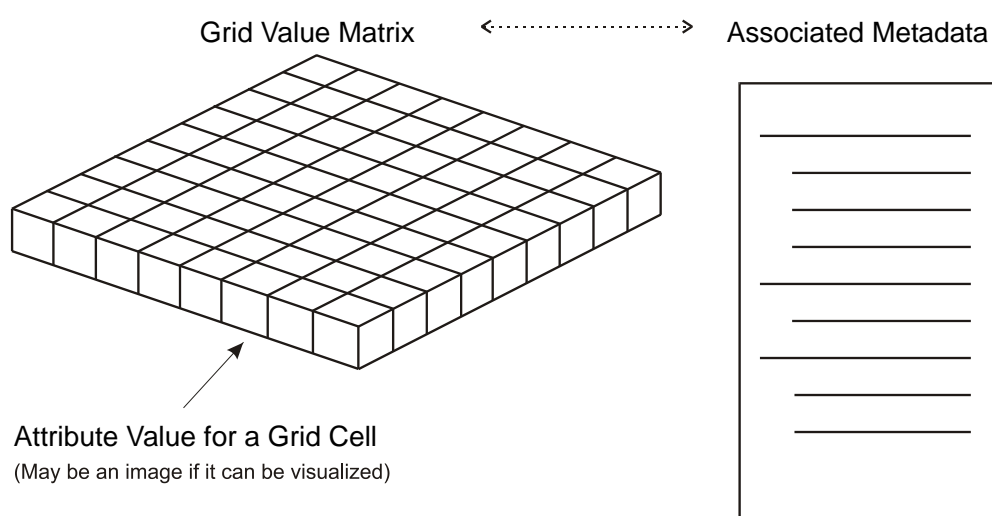 Grid Value Matrix
Associated Metadata
Attribute Value for a Grid Cell
(May be an image if it can be visualized)